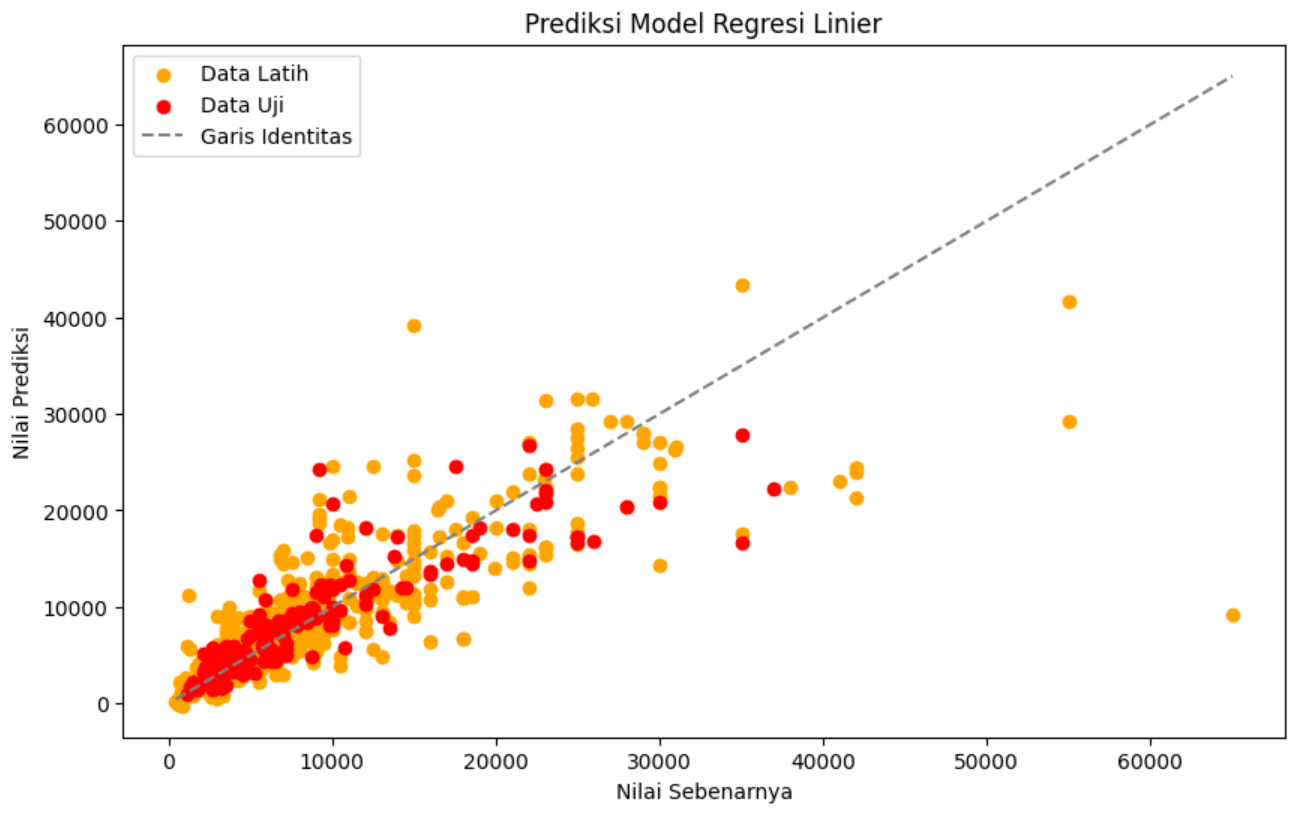 Prediksi Model Regresi Linier
Data Latih
Data Uji
Garis Identitas
60000
50000
40000
30000
20000
10000
0
Nilai Prediksi
0 10000 20000 30000 40000 50000 60000
Nilai Sebenarnya